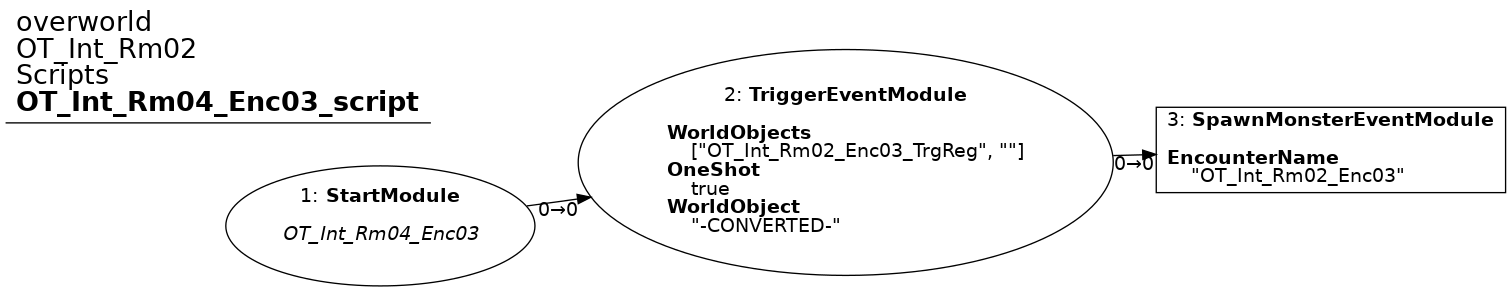 overworld
OT_Int_Rm02
Scripts
OT_Int_Rm04_Enc03_script
1: StartModule
OT_Int_Rm04_Enc03
0→0
2: TriggerEventModule
WorldObjects
["OT_Int_Rm02_Enc03_TrgReg", ""]
OneShot
true
WorldObject
"-CONVERTED-"
0→0
3: SpawnMonsterEventModule
EncounterName
"OT_Int_Rm02_Enc03"